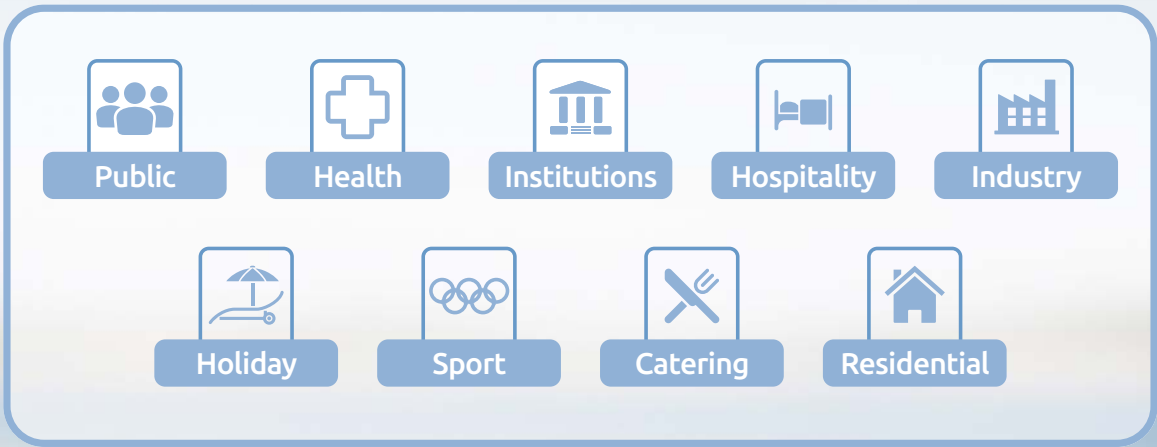 Public
Health
Institutions
Hospitality
Industry
Holiday
Sport
Catering
Residential